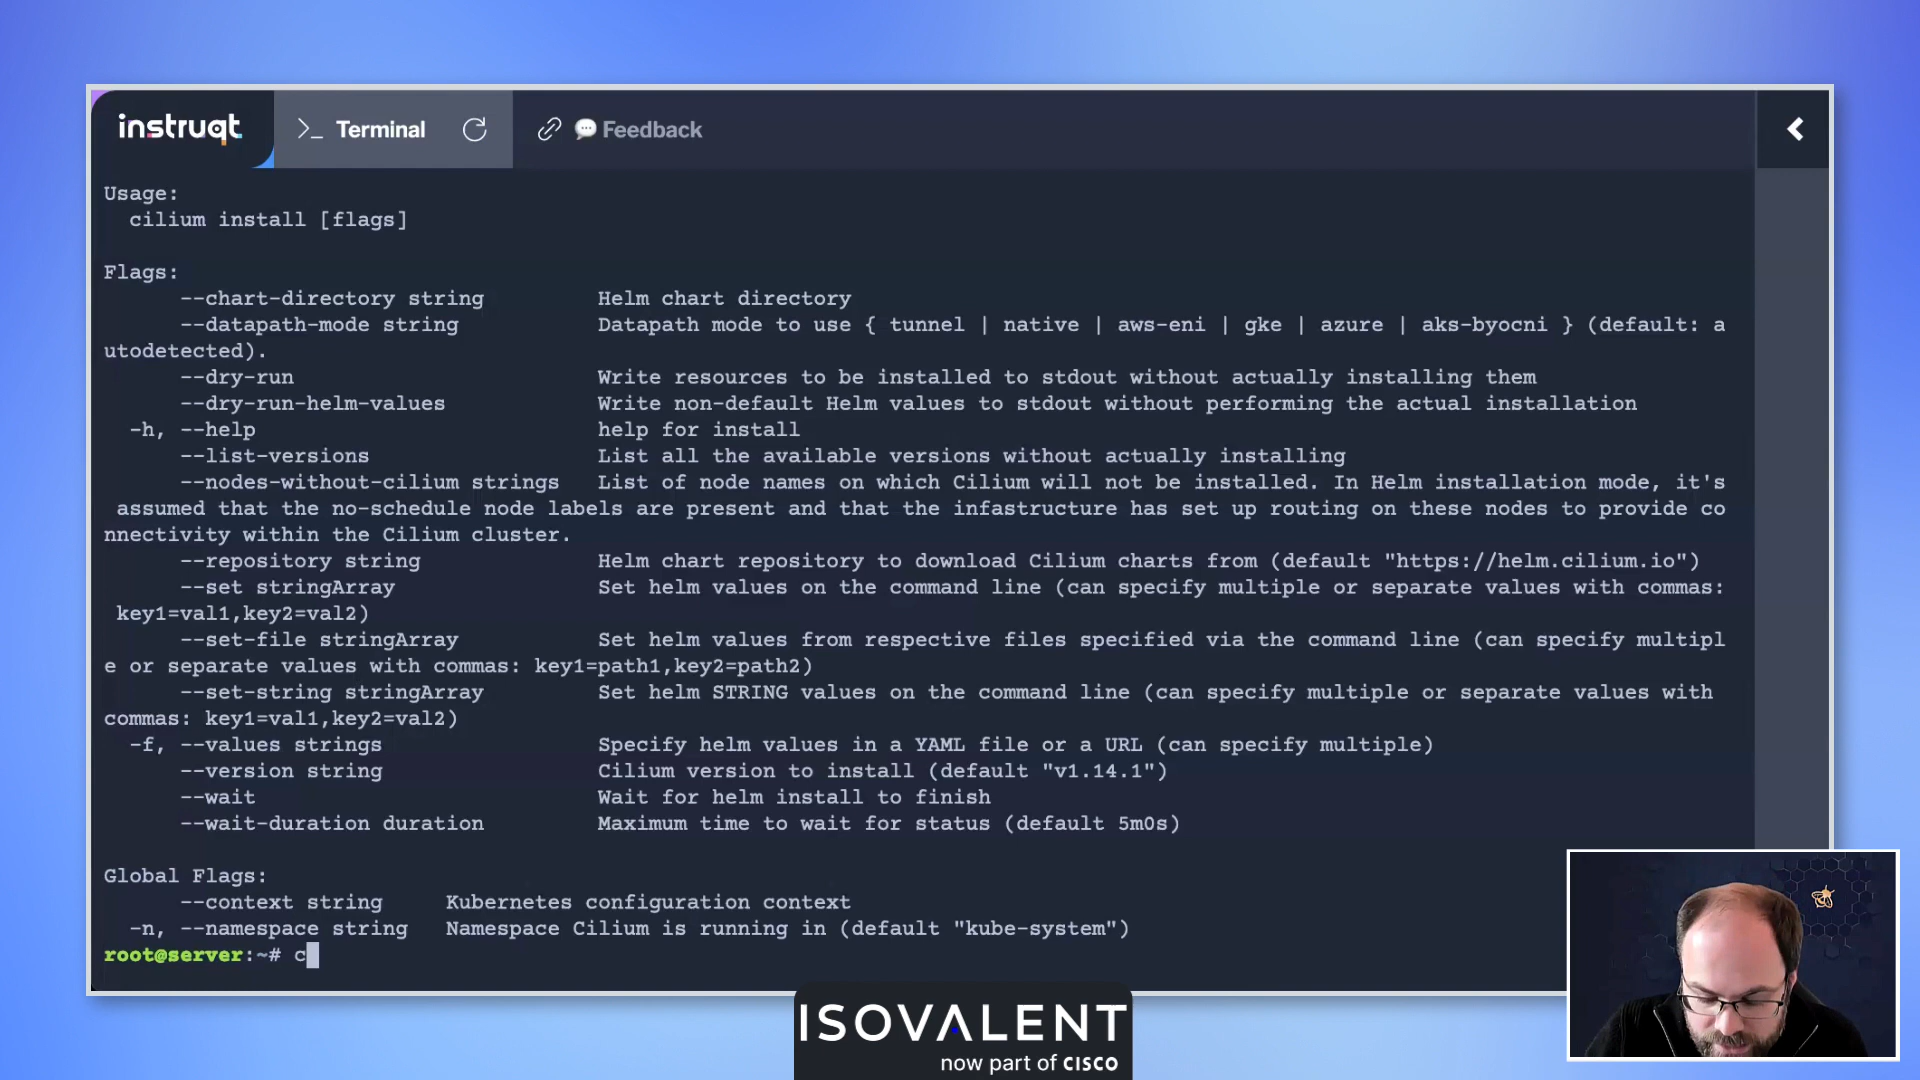 instruqt
>_ Terminal
Feedback
Usage:
  cilium install [flags]
Flags:
      --chart-directory string         Helm chart directory
      --datapath-mode string           Datapath mode to use { tunnel | native | aws-eni | gke | azure | aks-byocni } (default: a
utodetected).
      --dry-run                        Write resources to be installed to stdout without actually installing them
      --dry-run-helm-values            Write non-default Helm values to stdout without performing the actual installation
  -h, --help                           help for install
      --list-versions                  List all the available versions without actually installing
      --nodes-without-cilium strings   List of node names on which Cilium will not be installed. In Helm installation mode, it's
 assumed that the no-schedule node labels are present and that the infastructure has set up routing on these nodes to provide co
nnectivity within the Cilium cluster.
      --repository string              Helm chart repository to download Cilium charts from (default "https://helm.cilium.io")
      --set stringArray                Set helm values on the command line (can specify multiple or separate values with commas:
 key1=val1,key2=val2)
      --set-file stringArray           Set helm values from respective files specified via the command line (can specify multipl
e or separate values with commas: key1=path1,key2=path2)
      --set-string stringArray         Set helm STRING values on the command line (can specify multiple or separate values with
commas: key1=val1,key2=val2)
  -f, --values strings                 Specify helm values in a YAML file or a URL (can specify multiple)
      --version string                 Cilium version to install (default "v1.14.1")
      --wait                           Wait for helm install to finish
      --wait-duration duration         Maximum time to wait for status (default 5m0s)
Global Flags:
      --context string     Kubernetes configuration context
  -n, --namespace string   Namespace Cilium is running in (default "kube-system")
root@server:~# c
ISOVALENT
now part of CISCO